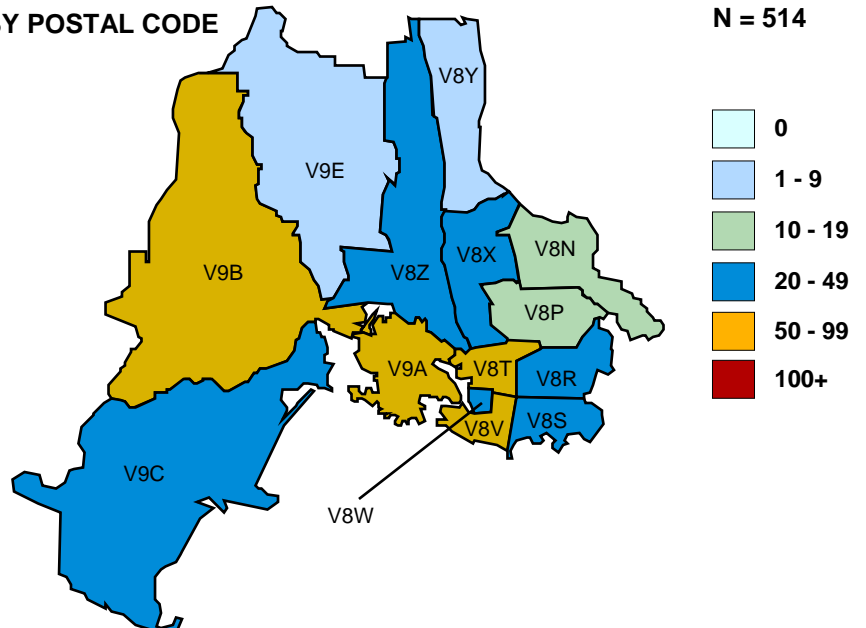 BY POSTAL CODE
N = 514
0
1 - 9
10 - 19
20 - 49
50 - 99
100+
V8Y
V9E
V8N
V8X
V9B
V8Z
V8P
V9A
V8T
V8R
V8V
V8S
V9C
V8W